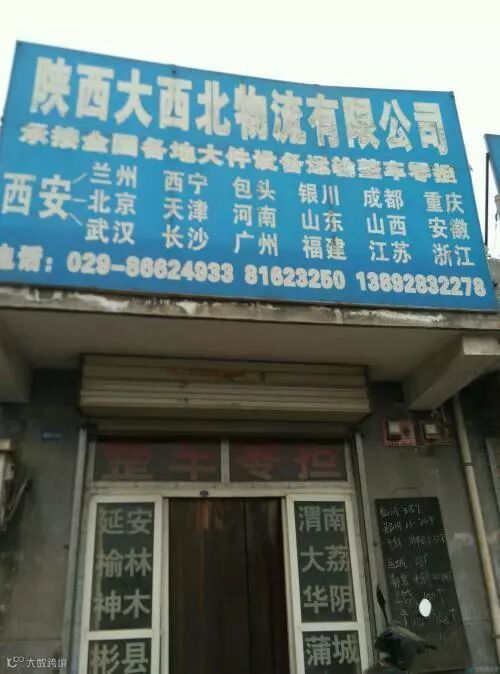 陕西大西北物流有限公司
承接全国各地大件设备运输整车零担
西安
兰州 西宁 包头 银川 成都 重庆
北京 天津 河南 山东 山西 安徽
武汉 长沙 广州 福建 江苏 浙江
电话：029-86624933 81623250 13892832278
整车零担
延安
榆林
神木
彬县
渭南
大荔
华阴
蒲城
大数跨境